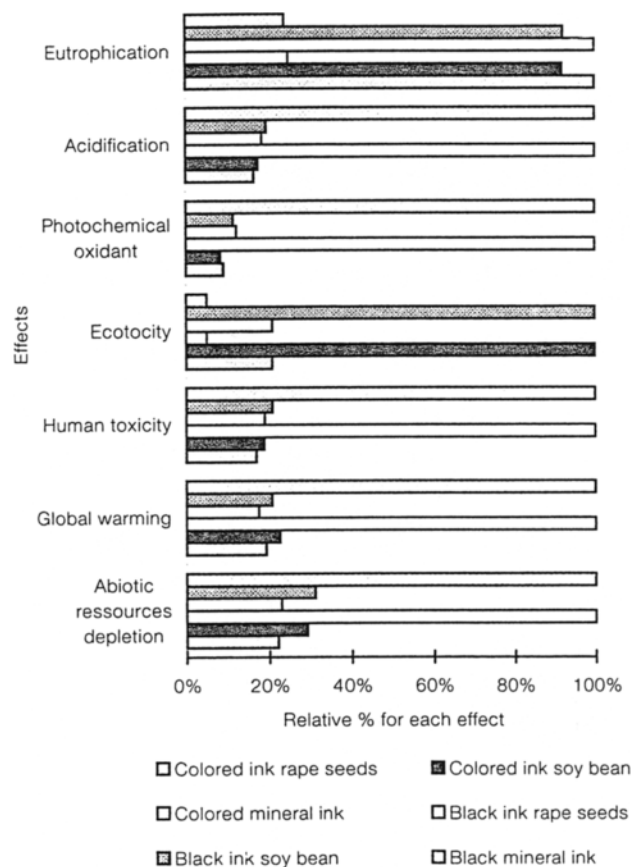 Eutrophication
Acidification
Photochemical
oxidant
Effects
Ecotocity
Human toxicity
Global warming
Abiotic
ressources
depletion
0% 20% 40% 60% 80% 100%
Relative % for each effect
Colored ink rape seeds Colored ink soy bean
Colored mineral ink Black ink rape seeds
Black ink soy bean Black mineral ink